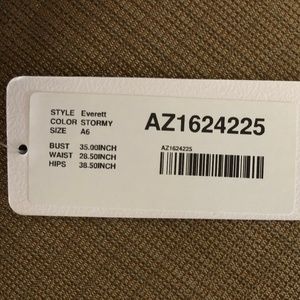 STYLE Everett
COLOR STORMY
SIZE A6
AZ1624225
BUST 35.00INCH
WAIST 28.50INCH
HIPS 38.50INCH
AZ1624225